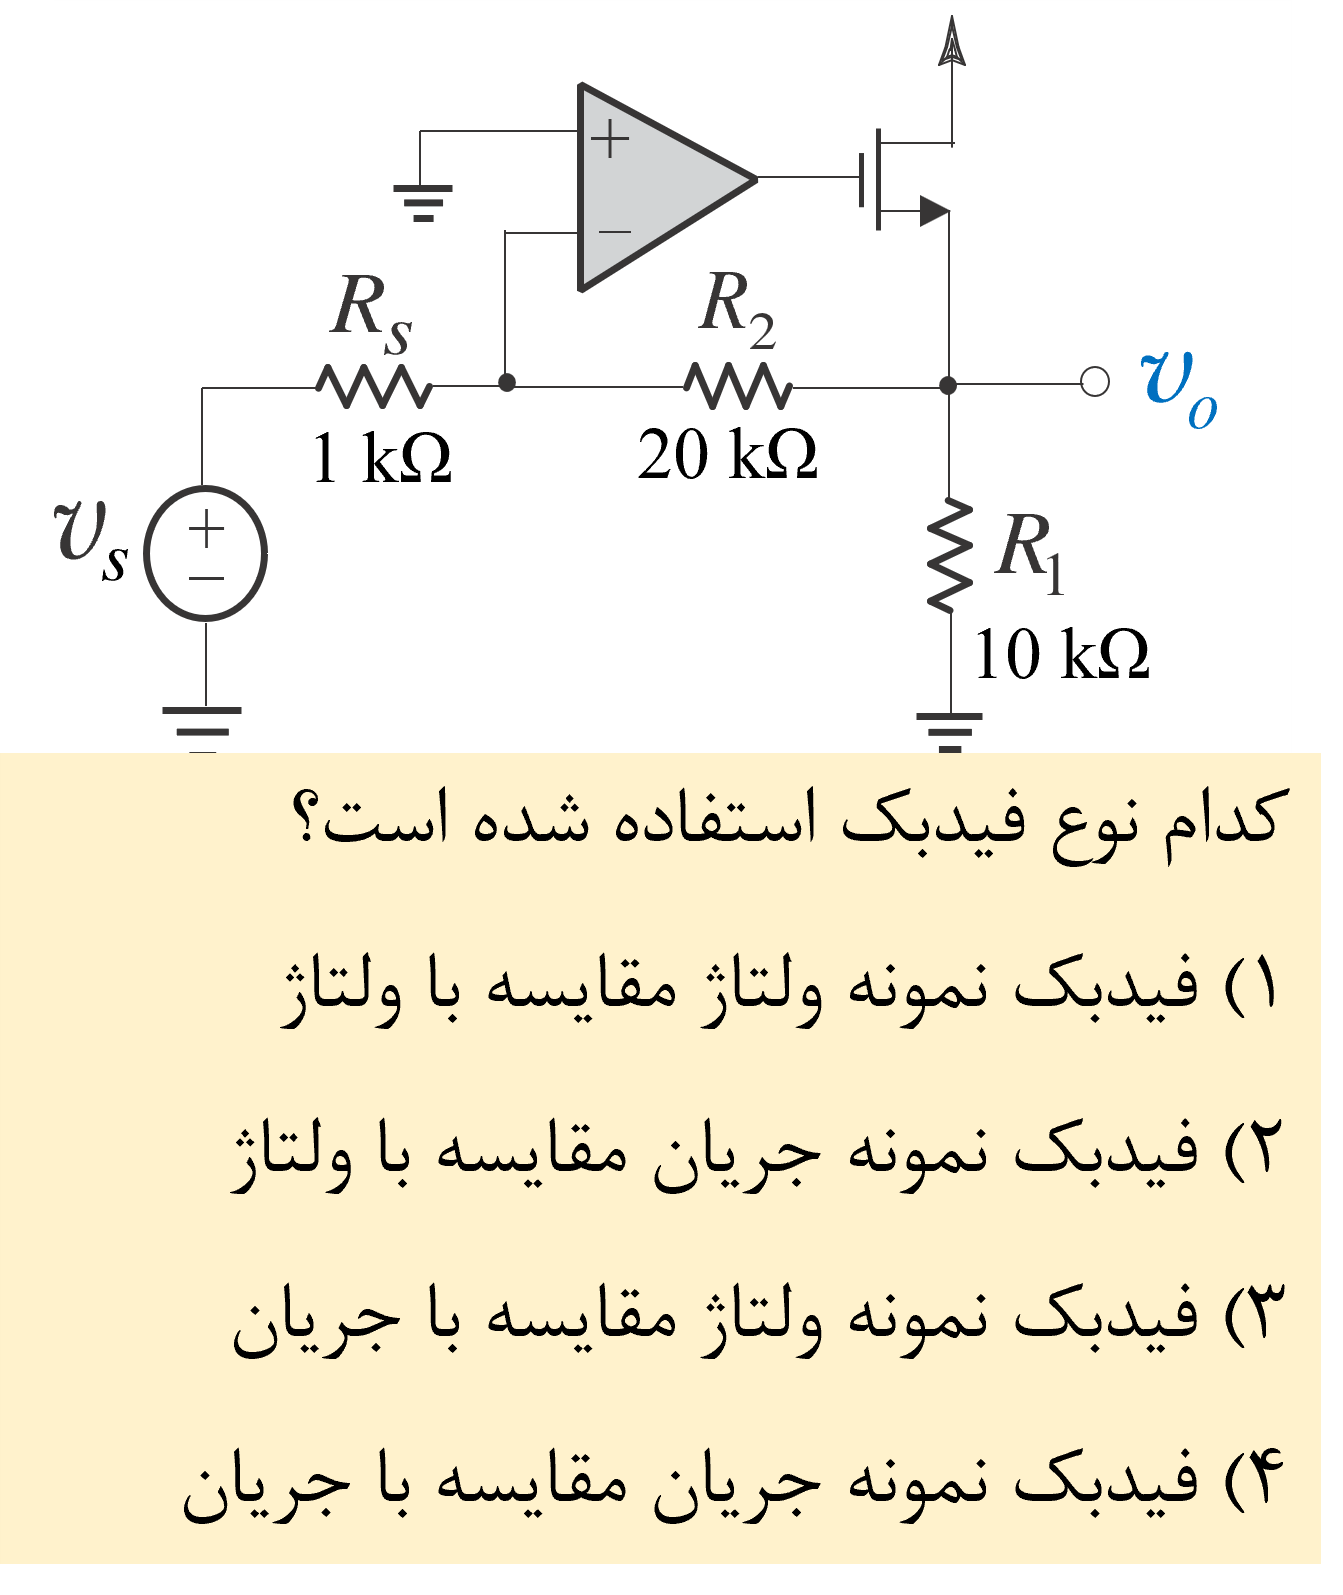 +
−
R_s
R_2
v_o
1 kΩ
20 kΩ
v_s
+
−
R_1
10 kΩ
کدام نوع فیدبک استفاده شده است؟
۱) فیدبک نمونه ولتاژ مقایسه با ولتاژ
۲) فیدبک نمونه جریان مقایسه با ولتاژ
۳) فیدبک نمونه ولتاژ مقایسه با جریان
۴) فیدبک نمونه جریان مقایسه با جریان